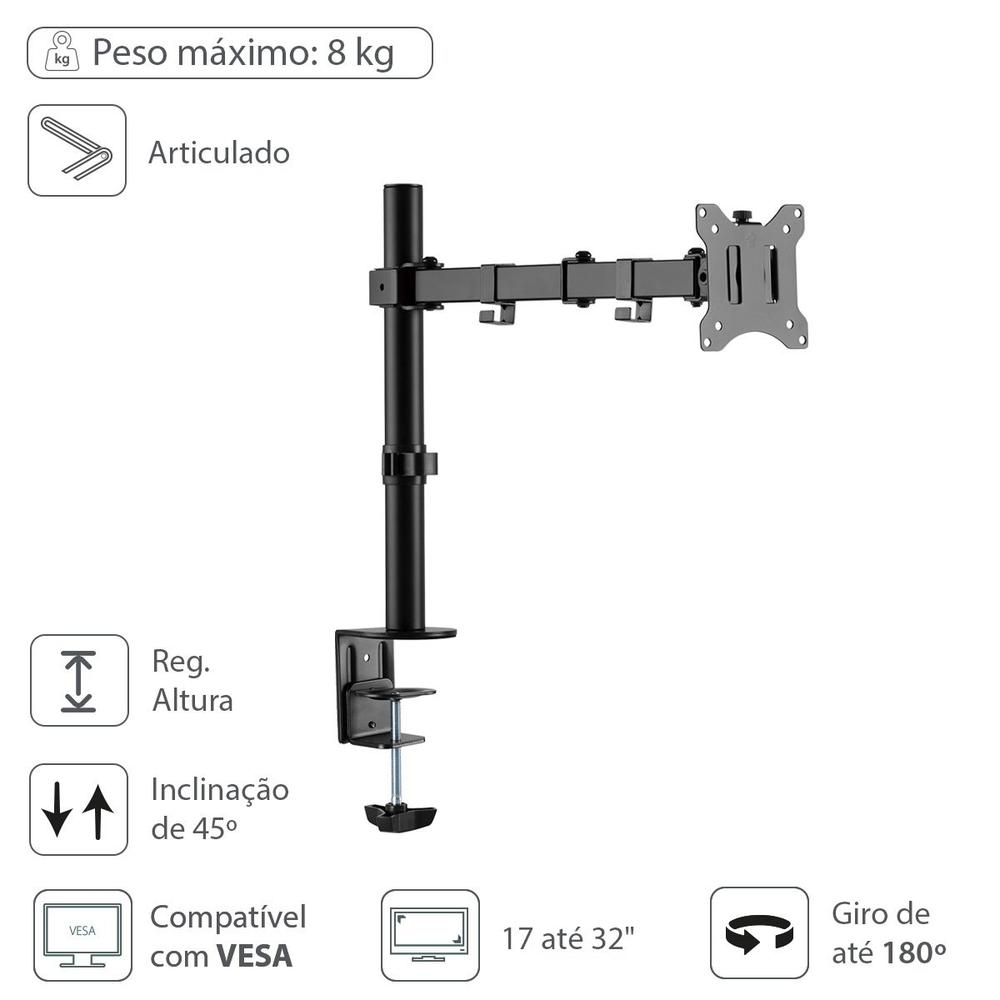 kg Peso máximo: 8 kg
Articulado
Reg.
Altura
Inclinação
de 45º
VESA
Compatível
com VESA
17 até 32"
Giro de
até 180º